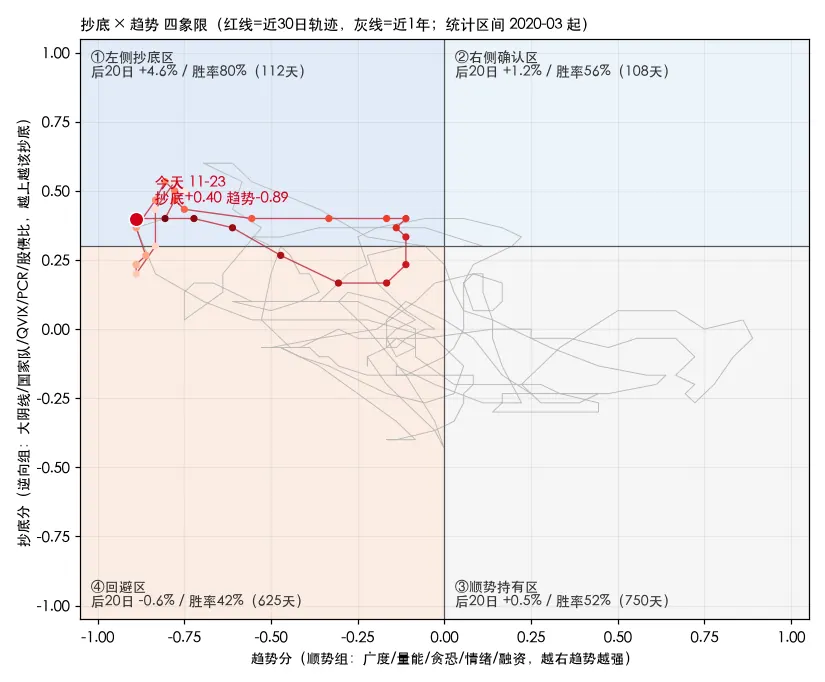 抄底 × 趋势 四象限（红线=近30日轨迹，灰线=近1年；统计区间 2020-03 起）
①左侧抄底区
后20日 +4.6% / 胜率80%（112天）
②右侧确认区
后20日 +1.2% / 胜率56%（108天）
今天 11-23
抄底+0.40 趋势-0.89
④回避区
后20日 -0.6% / 胜率42%（625天）
③顺势持有区
后20日 +0.5% / 胜率52%（750天）
抄底分（逆向组：大阴线/国家队/QVIX/PCR/股债比，越上越该抄底）
1.00
0.75
0.50
0.25
0.00
-0.25
-0.50
-0.75
-1.00
-1.00 -0.75 -0.50 -0.25 0.00 0.25 0.50 0.75 1.00
趋势分（顺势组：广度/量能/贪恐/情绪/融资，越右趋势越强）